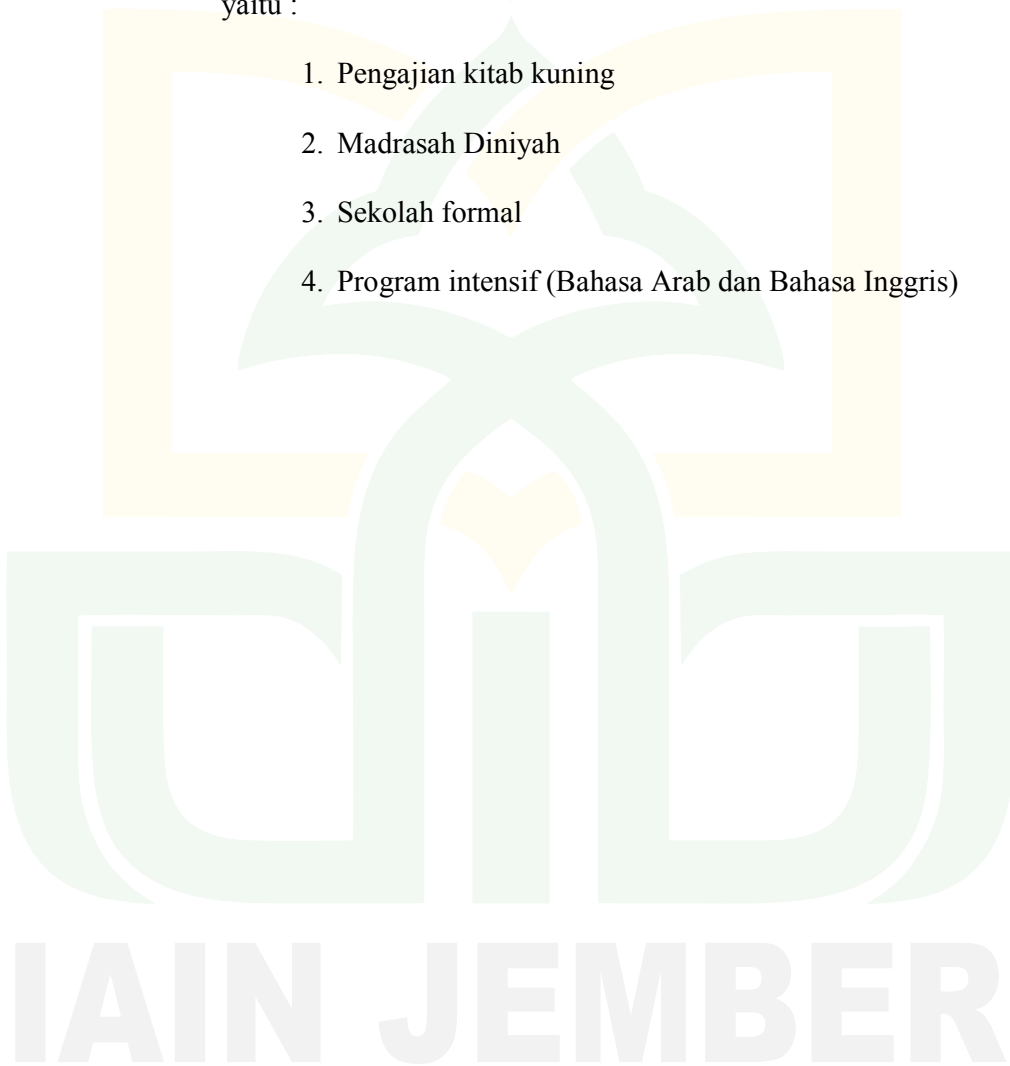 yaitu :
1. Pengajian kitab kuning
2. Madrasah Diniyah
3. Sekolah formal
4. Program intensif (Bahasa Arab dan Bahasa Inggris)
IAIN JEMBER